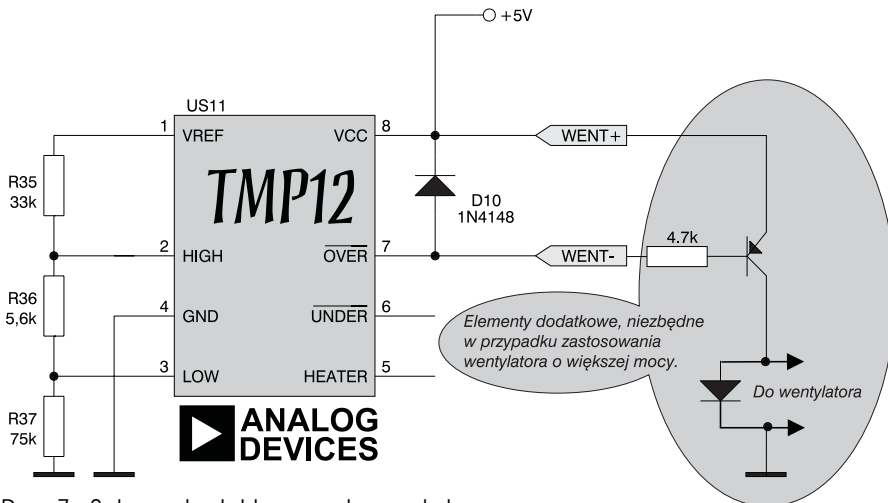 +5V
US11
1
VREF
VCC
8
WENT+
R35
33k
TMP12
D10
1N4148
2
HIGH
OVER
7
WENT-
4.7k
R36
5,6k
4
GND
UNDER
6
Elementy dodatkowe, niezbędne
w przypadku zastosowania
wentylatora o większej mocy.
3
LOW
HEATER
5
Do wentylatora
R37
75k
ANALOG
DEVICES